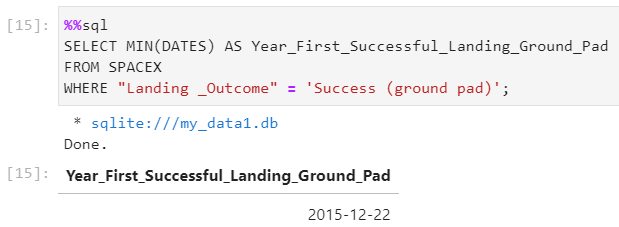 [15]: %%sql
SELECT MIN(DATES) AS Year_First_Successful_Landing_Ground_Pad
FROM SPACEX
WHERE "Landing _Outcome" = 'Success (ground pad)';
* sqlite:///my_data1.db
Done.
[15]: Year_First_Successful_Landing_Ground_Pad
2015-12-22